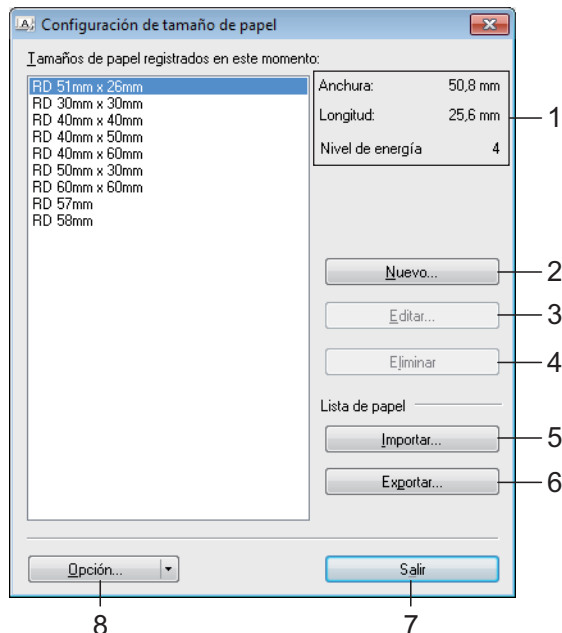 Configuración de tamaño de papel
Tamaños de papel registrados en este momento:
RD 51mm x 26mm
RD 30mm x 30mm
RD 40mm x 40mm
RD 40mm x 50mm
RD 40mm x 60mm
RD 50mm x 30mm
RD 60mm x 60mm
RD 57mm
RD 58mm
Anchura: 50,8 mm
Longitud: 25,6 mm
Nivel de energía 4
1
Nuevo... 2
Editar... 3
Eliminar 4
Lista de papel
Importar... 5
Exportar... 6
Opción... Salir
8 7